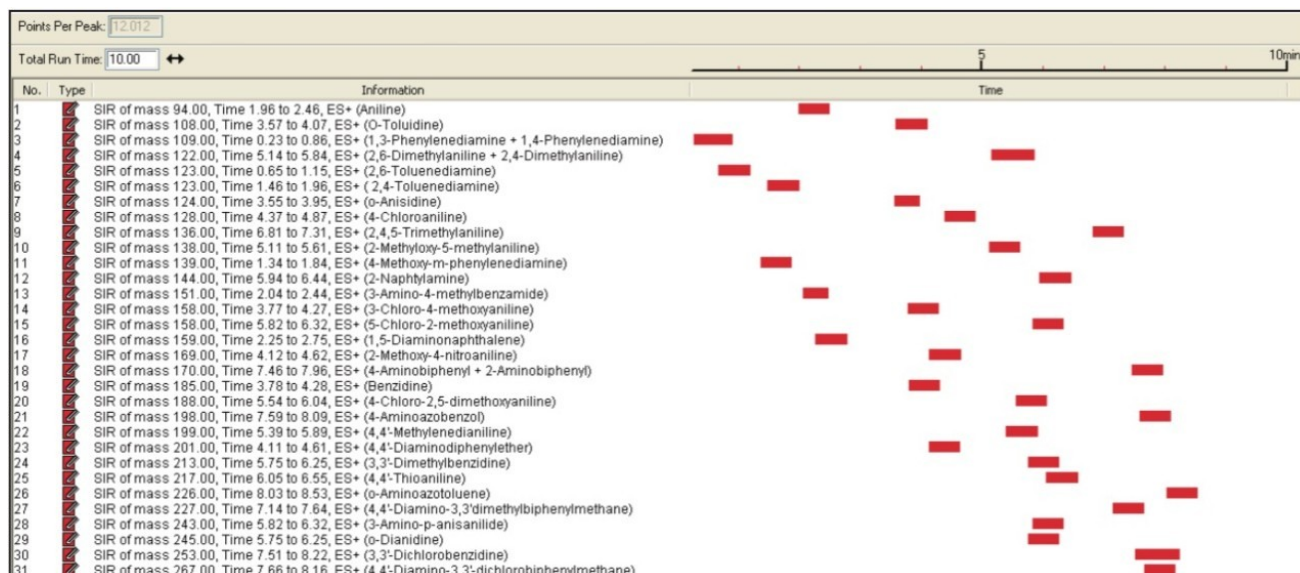 Points Per Peak: 12.012
Total Run Time: 10.00
5 10min
No. Type Information Time
1 SIR of mass 94.00, Time 1.96 to 2.46, ES+ (Aniline)
2 SIR of mass 108.00, Time 3.57 to 4.07, ES+ (O-Toluidine)
3 SIR of mass 109.00, Time 0.23 to 0.86, ES+ (1,3-Phenylenediamine + 1,4-Phenylenediamine)
4 SIR of mass 122.00, Time 5.14 to 5.84, ES+ (2,6-Dimethylaniline + 2,4-Dimethylaniline)
5 SIR of mass 123.00, Time 0.65 to 1.15, ES+ (2,6-Toluenediamine)
6 SIR of mass 123.00, Time 1.46 to 1.96, ES+ ( 2,4-Toluenediamine)
7 SIR of mass 124.00, Time 3.55 to 3.95, ES+ (o-Anisidine)
8 SIR of mass 128.00, Time 4.37 to 4.87, ES+ (4-Chloroaniline)
9 SIR of mass 136.00, Time 6.81 to 7.31, ES+ (2,4,5-Trimethylaniline)
10 SIR of mass 138.00, Time 5.11 to 5.61, ES+ (2-Methyloxy-5-methylaniline)
11 SIR of mass 139.00, Time 1.34 to 1.84, ES+ (4-Methoxy-m-phenylenediamine)
12 SIR of mass 144.00, Time 5.94 to 6.44, ES+ (2-Naphtylamine)
13 SIR of mass 151.00, Time 2.04 to 2.44, ES+ (3-Amino-4-methylbenzamide)
14 SIR of mass 158.00, Time 3.77 to 4.27, ES+ (3-Chloro-4-methoxyaniline)
15 SIR of mass 158.00, Time 5.82 to 6.32, ES+ (5-Chloro-2-methoxyaniline)
16 SIR of mass 159.00, Time 2.25 to 2.75, ES+ (1,5-Diaminonaphthalene)
17 SIR of mass 169.00, Time 4.12 to 4.62, ES+ (2-Methoxy-4-nitroaniline)
18 SIR of mass 170.00, Time 7.46 to 7.96, ES+ (4-Aminobiphenyl + 2-Aminobiphenyl)
19 SIR of mass 185.00, Time 3.78 to 4.28, ES+ (Benzidine)
20 SIR of mass 188.00, Time 5.54 to 6.04, ES+ (4-Chloro-2,5-dimethoxyaniline)
21 SIR of mass 198.00, Time 7.59 to 8.09, ES+ (4-Aminoazobenzol)
22 SIR of mass 199.00, Time 5.39 to 5.89, ES+ (4,4'-Methylenedianiline)
23 SIR of mass 201.00, Time 4.11 to 4.61, ES+ (4,4'-Diaminodiphenylether)
24 SIR of mass 213.00, Time 5.75 to 6.25, ES+ (3,3'-Dimethylbenzidine)
25 SIR of mass 217.00, Time 6.05 to 6.55, ES+ (4,4'-Thioaniline)
26 SIR of mass 226.00, Time 8.03 to 8.53, ES+ (o-Aminoazotoluene)
27 SIR of mass 227.00, Time 7.14 to 7.64, ES+ (4,4'-Diamino-3,3'dimethylbiphenylmethane)
28 SIR of mass 243.00, Time 5.82 to 6.32, ES+ (3-Amino-p-anisanilide)
29 SIR of mass 245.00, Time 5.75 to 6.25, ES+ (o-Dianidine)
30 SIR of mass 253.00, Time 7.51 to 8.22, ES+ (3,3'-Dichlorobenzidine)
31 SIR of mass 267.00, Time 7.66 to 8.16, ES+ (4,4'-Diamino-3,3'-dichlorobiphenylmethane)